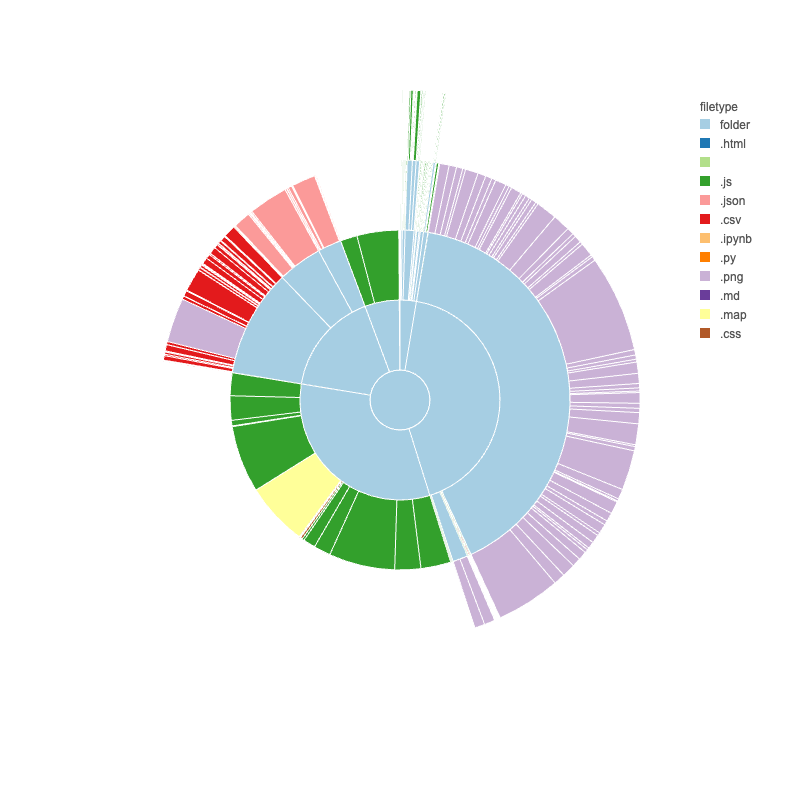 filetype
folder
.html
.js
.json
.csv
.ipynb
.py
.png
.md
.map
.css